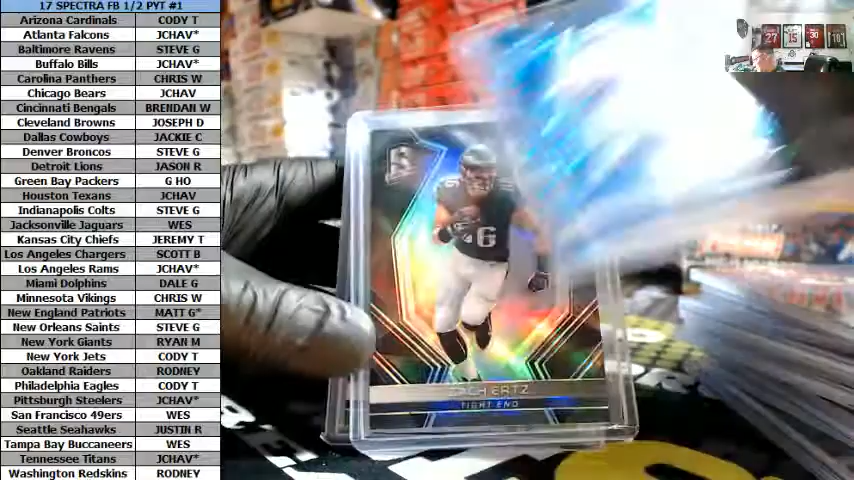 17 SPECTRA FB 1/2 PYT #1
Arizona Cardinals CODY T
Atlanta Falcons JCHAV*
Baltimore Ravens STEVE G
Buffalo Bills JCHAV*
Carolina Panthers CHRIS W
Chicago Bears JCHAV
Cincinnati Bengals BRENDAN W
Cleveland Browns JOSEPH D
Dallas Cowboys JACKIE C
Denver Broncos STEVE G
Detroit Lions JASON R
Green Bay Packers G HO
Houston Texans JCHAV
Indianapolis Colts STEVE G
Jacksonville Jaguars WES
Kansas City Chiefs JEREMY T
Los Angeles Chargers SCOTT B
Los Angeles Rams JCHAV*
Miami Dolphins DALE G
Minnesota Vikings CHRIS W
New England Patriots MATT G*
New Orleans Saints STEVE G
New York Giants RYAN M
New York Jets CODY T
Oakland Raiders RODNEY
Philadelphia Eagles CODY T
Pittsburgh Steelers JCHAV*
San Francisco 49ers WES
Seattle Seahawks JUSTIN R
Tampa Bay Buccaneers WES
Tennessee Titans JCHAV*
Washington Redskins RODNEY
86
ERTZ
TIGHT END
27
15
30